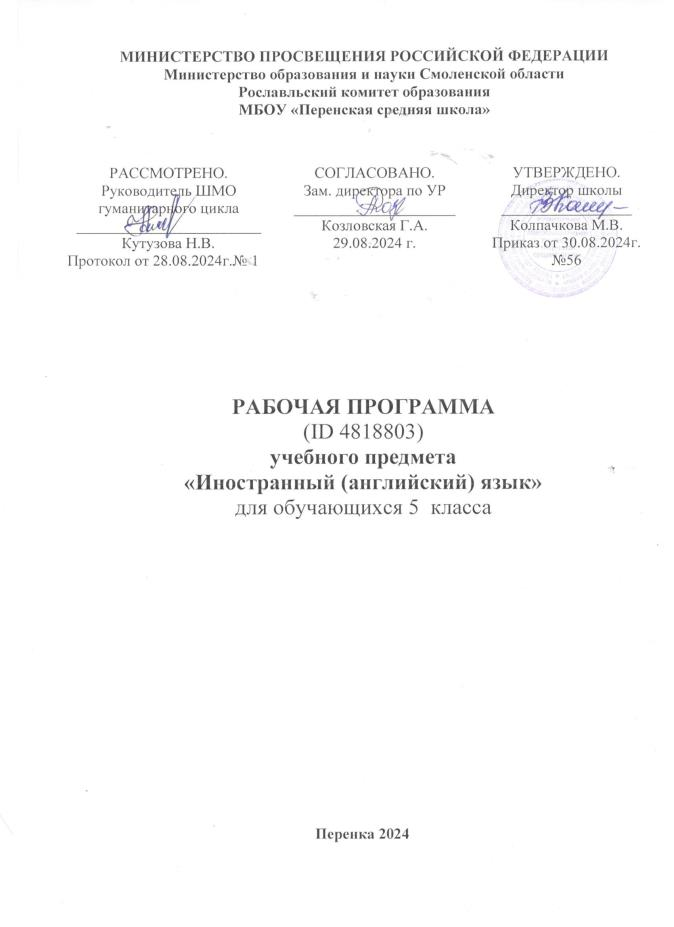 МИНИСТЕРСТВО ПРОСВЕЩЕНИЯ РОССИЙСКОЙ ФЕДЕРАЦИИ
Министерство образования и науки Смоленской области
Рославльский комитет образования
МБОУ «Перенская средняя школа»
РАССМОТРЕНО.
Руководитель ШМО
гуманитарного цикла
Кутузова Н.В.
Протокол от 28.08.2024г.№ 1
СОГЛАСОВАНО.
Зам. директора по УР
Козловская Г.А.
29.08.2024 г.
УТВЕРЖДЕНО.
Директор школы
Колпачкова М.В.
Приказ от 30.08.2024г.
№56
РАБОЧАЯ ПРОГРАММА
(ID 4818803)
учебного предмета
«Иностранный (английский) язык»
для обучающихся 5 класса
Перенка 2024